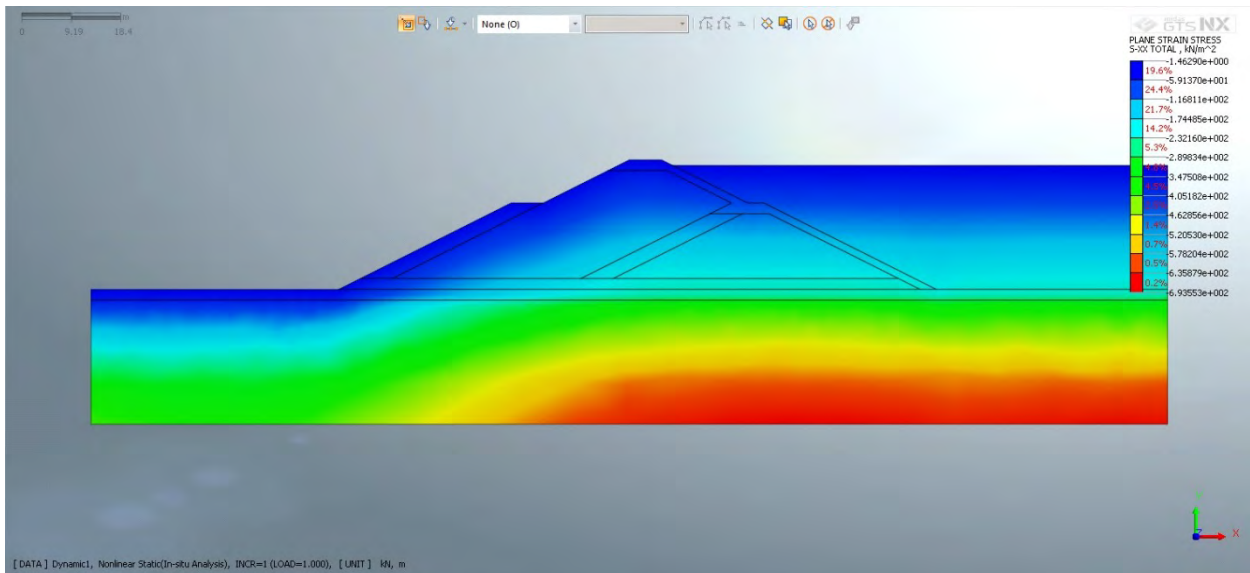 m
0 9.19 18.4
None (O)
GTS NX
PLANE STRAIN STRESS
S-XX TOTAL , kN/m^2
-1.46290e+000
19.6%
-5.91370e+001
24.4%
-1.16811e+002
21.7%
-1.74485e+002
14.2%
-2.32160e+002
5.3%
-2.89834e+002
-3.47508e+002
-4.05182e+002
-4.62856e+002
1.4%
-5.20530e+002
0.7%
-5.78204e+002
0.5%
-6.35879e+002
0.2%
-6.93553e+002
Y
Z X
[ DATA ] Dynamic1, Nonlinear Static(In-situ Analysis), INCR=1 (LOAD=1.000), [ UNIT ] kN, m